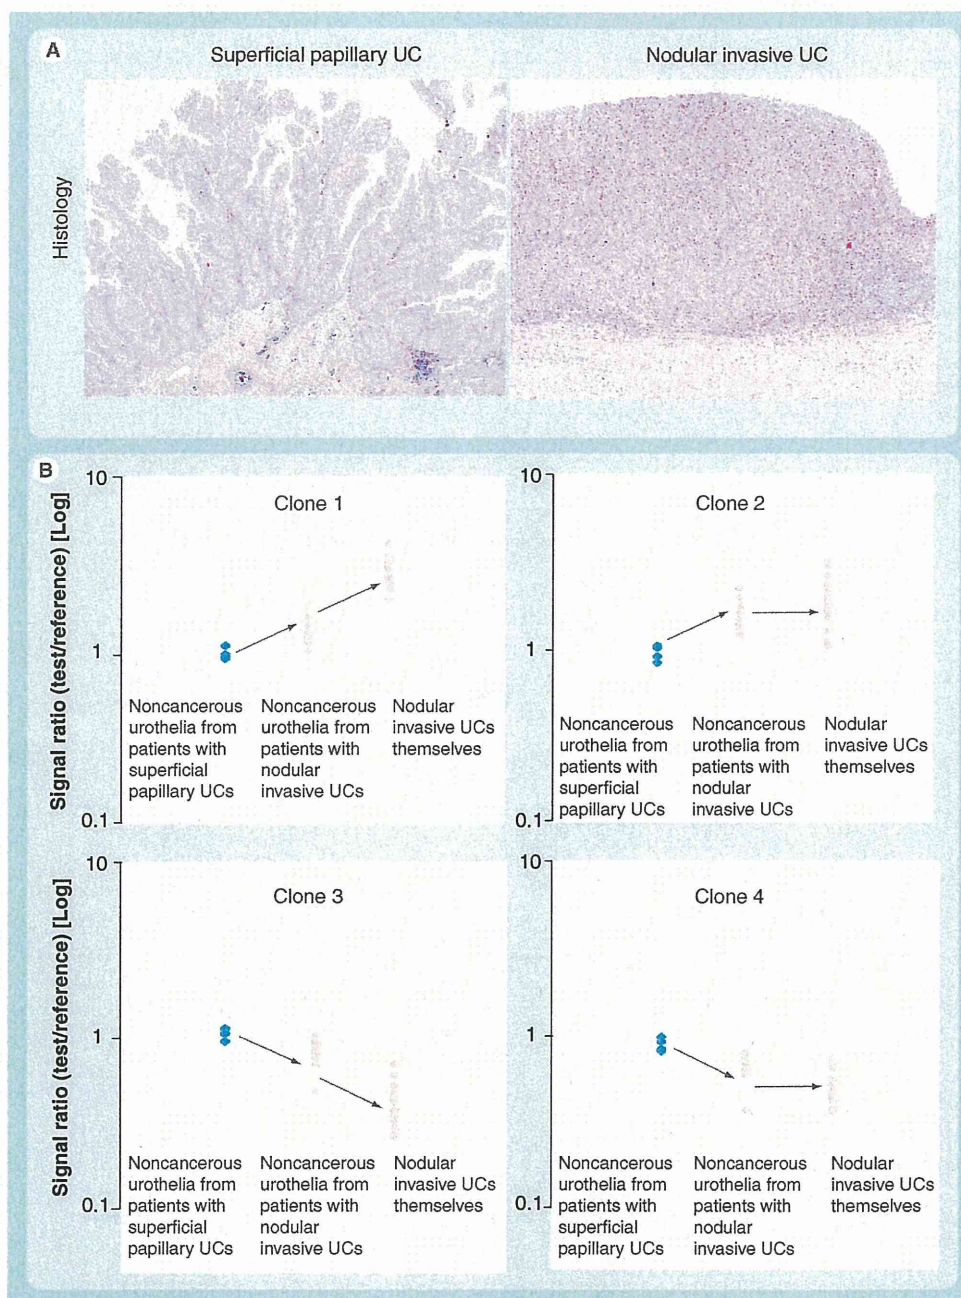 A
Superficial papillary UC
Nodular invasive UC
Histology
B
Signal ratio (test/reference) [Log]
10
1
0.1
Clone 1
Noncancerous
urothelia from
patients with
superficial
papillary UCs
Noncancerous
urothelia from
patients with
nodular
invasive UCs
Nodular
invasive UCs
themselves
10
1
0.1
Clone 2
Noncancerous
urothelia from
patients with
superficial
papillary UCs
Noncancerous
urothelia from
patients with
nodular
invasive UCs
Nodular
invasive UCs
themselves
Signal ratio (test/reference) [Log]
10
1
0.1
Clone 3
Noncancerous
urothelia from
patients with
superficial
papillary UCs
Noncancerous
urothelia from
patients with
nodular
invasive UCs
Nodular
invasive UCs
themselves
10
1
0.1
Clone 4
Noncancerous
urothelia from
patients with
superficial
papillary UCs
Noncancerous
urothelia from
patients with
nodular
invasive UCs
Nodular
invasive UCs
themselves